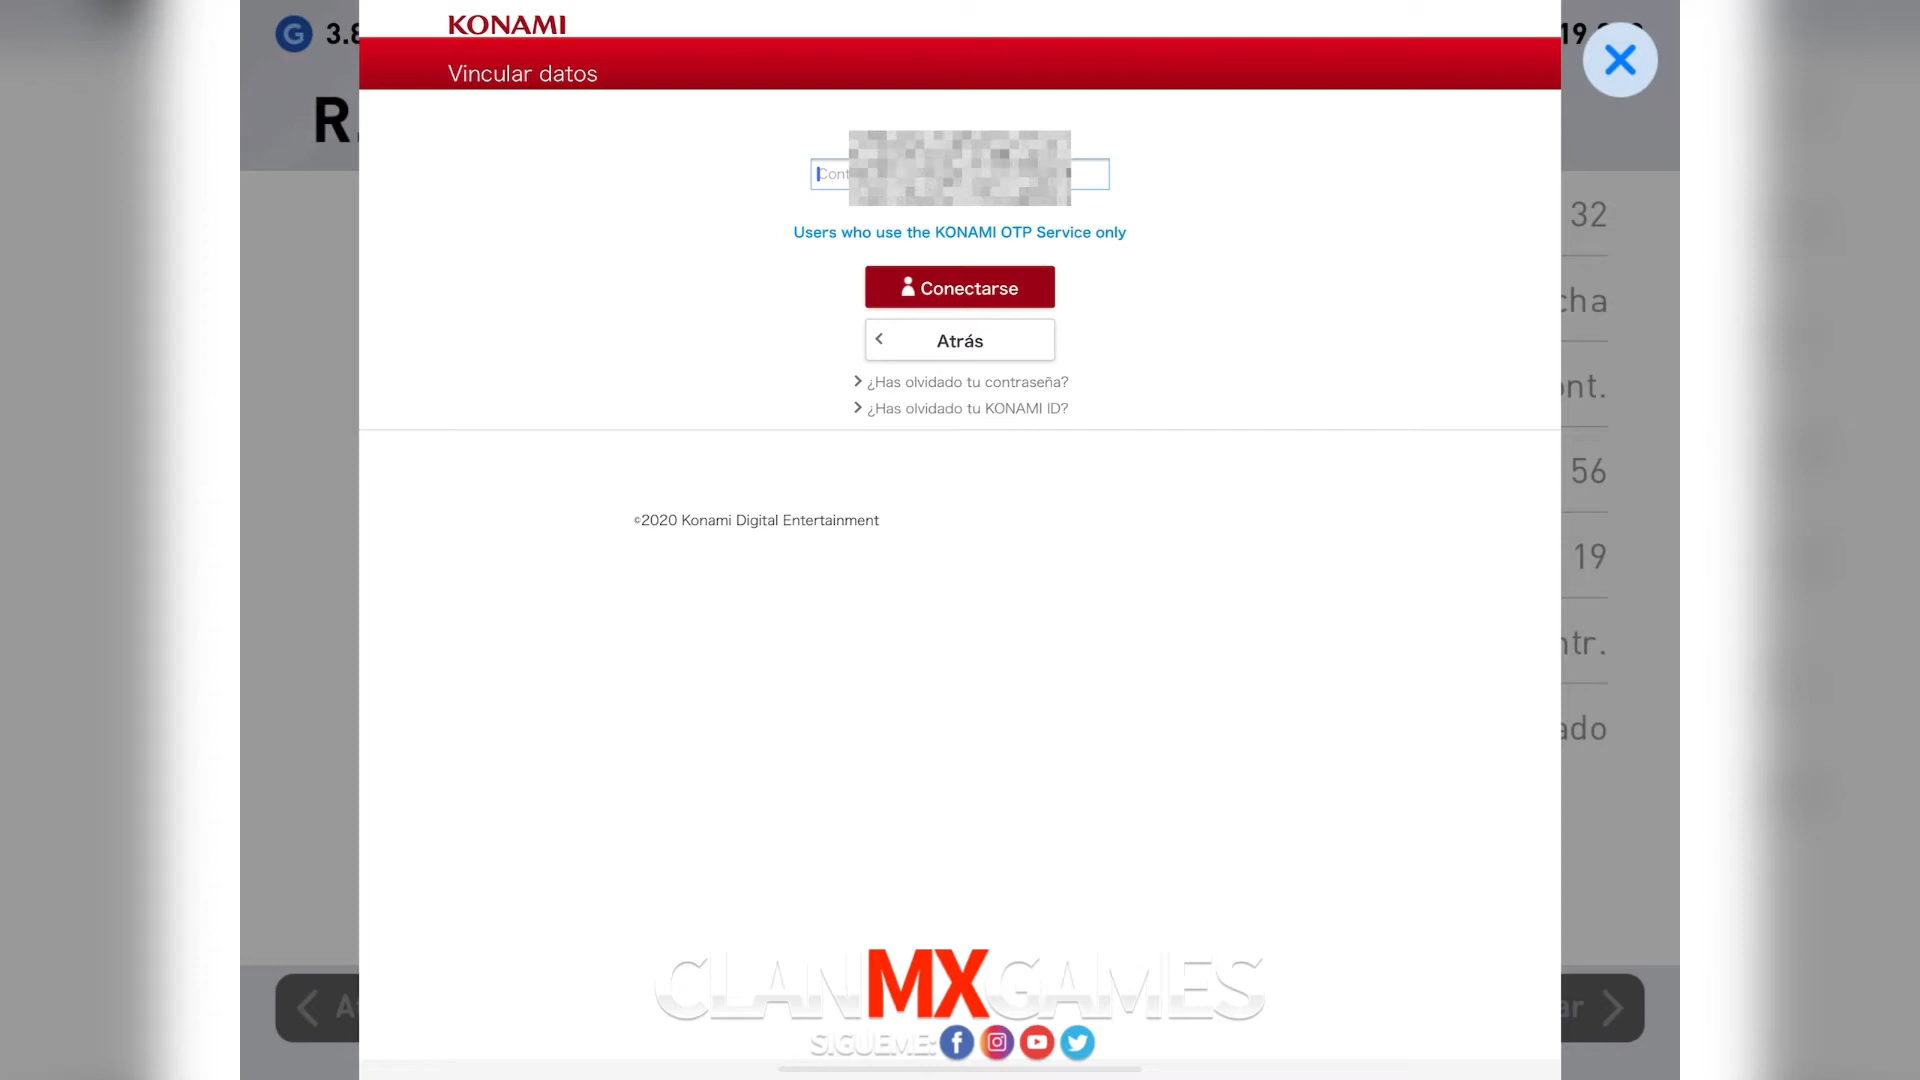 KONAMI
Vincular datos
Users who use the KONAMI OTP Service only
Conectarse
Atrás
¿Has olvidado tu contraseña?
¿Has olvidado tu KONAMI ID?
©2020 Konami Digital Entertainment
32
56
19
CLANMXGAMES
SIGUEME: